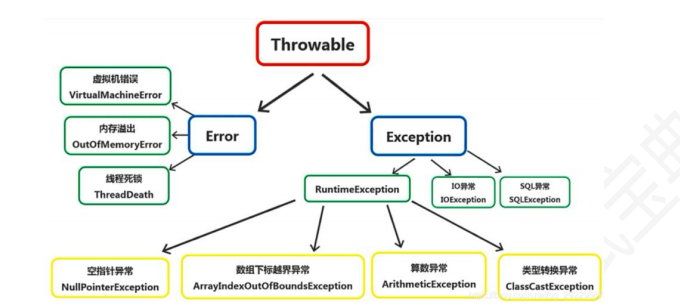 Throwable
虚拟机错误
VirtualMachineError
内存溢出
OutOfMemoryError
线程死锁
ThreadDeath
Error
Exception
RuntimeException
IO异常
IOException
SQL异常
SQLException
空指针异常
NullPointerException
数组下标越界异常
ArrayIndexOutOfBoundsException
算数异常
ArithmeticException
类型转换异常
ClassCastException
宝典